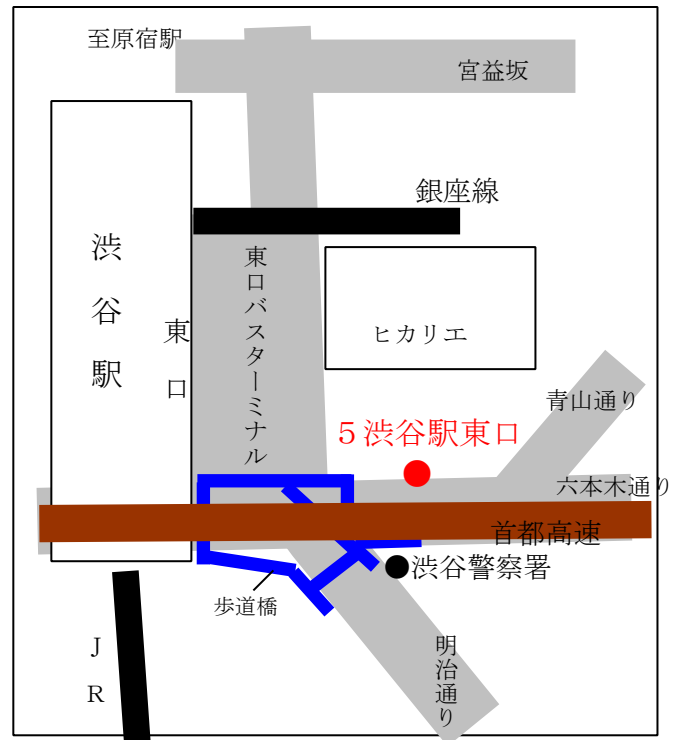 至原宿駅
宮益坂
銀座線
渋谷駅
東口
東口バスターミナル
ヒカリエ
青山通り
５渋谷駅東口
六本木通り
首都高速
渋谷警察署
歩道橋
ＪＲ
明治通り